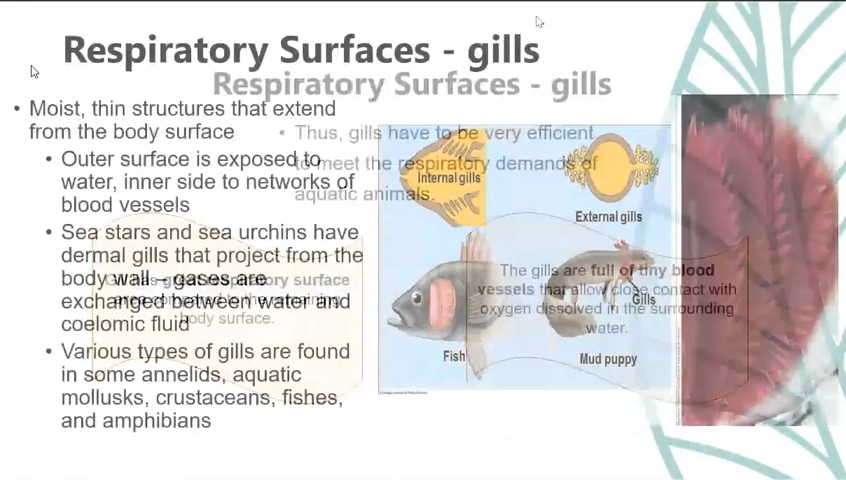 Respiratory Surfaces - gills
• Moist, thin structures that extend
from the body surface
• Outer surface is exposed to
water, inner side to networks of
blood vessels
• Sea stars and sea urchins have
dermal gills that project from the
body wall – gases are
exchanged between water and
coelomic fluid
• Various types of gills are found
in some annelids, aquatic
mollusks, crustaceans, fishes,
and amphibians
Respiratory Surfaces - gills
• Thus, gills have to be very efficient
to meet the respiratory demands of
aquatic animals.
respiratory surface
body surface.
The gills are full of tiny blood
vessels that allow close contact with
oxygen dissolved in the surrounding
water.
Internal gills
External gills
Gills
Fish
Mud puppy